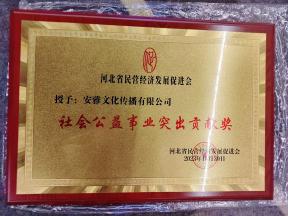 河北省民营经济发展促进会
授予：安雅文化传播有限公司
社会公益事业突出贡献奖
河北省民营经济发展促进会